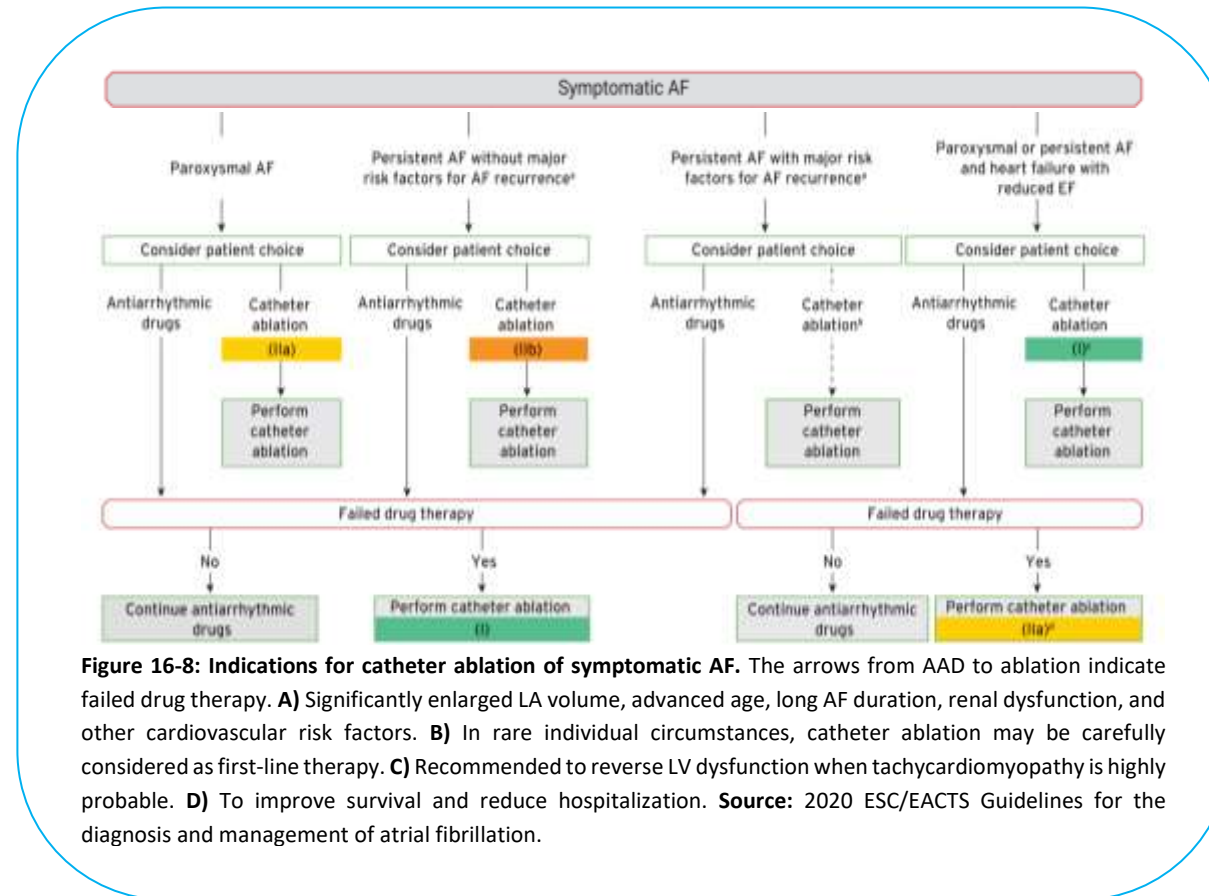 Symptomatic AF
Paroxysmal AF
Persistent AF without major
risk factors for AF recurrenceᵃ
Persistent AF with major risk
factors for AF recurrenceᵃ
Paroxysmal or persistent AF
and heart failure with
reduced EF
Consider patient choice
Consider patient choice
Consider patient choice
Consider patient choice
Antiarrhythmic
drugs
Catheter
ablation
(IIa)
Antiarrhythmic
drugs
Catheter
ablation
(IIb)
Antiarrhythmic
drugs
Catheter
ablationᵇ
Antiarrhythmic
drugs
Catheter
ablation
(I)ᶜ
Perform
catheter
ablation
Perform
catheter
ablation
Perform
catheter
ablation
Perform
catheter
ablation
Failed drug therapy
Failed drug therapy
No
Yes
No
Yes
Continue antiarrhythmic
drugs
Perform catheter ablation
(I)
Continue antiarrhythmic
drugs
Perform catheter ablation
(IIa)ᵈ
Figure 16-8: Indications for catheter ablation of symptomatic AF. The arrows from AAD to ablation indicate
failed drug therapy. A) Significantly enlarged LA volume, advanced age, long AF duration, renal dysfunction, and
other cardiovascular risk factors. B) In rare individual circumstances, catheter ablation may be carefully
considered as first-line therapy. C) Recommended to reverse LV dysfunction when tachycardiomyopathy is highly
probable. D) To improve survival and reduce hospitalization. Source: 2020 ESC/EACTS Guidelines for the
diagnosis and management of atrial fibrillation.